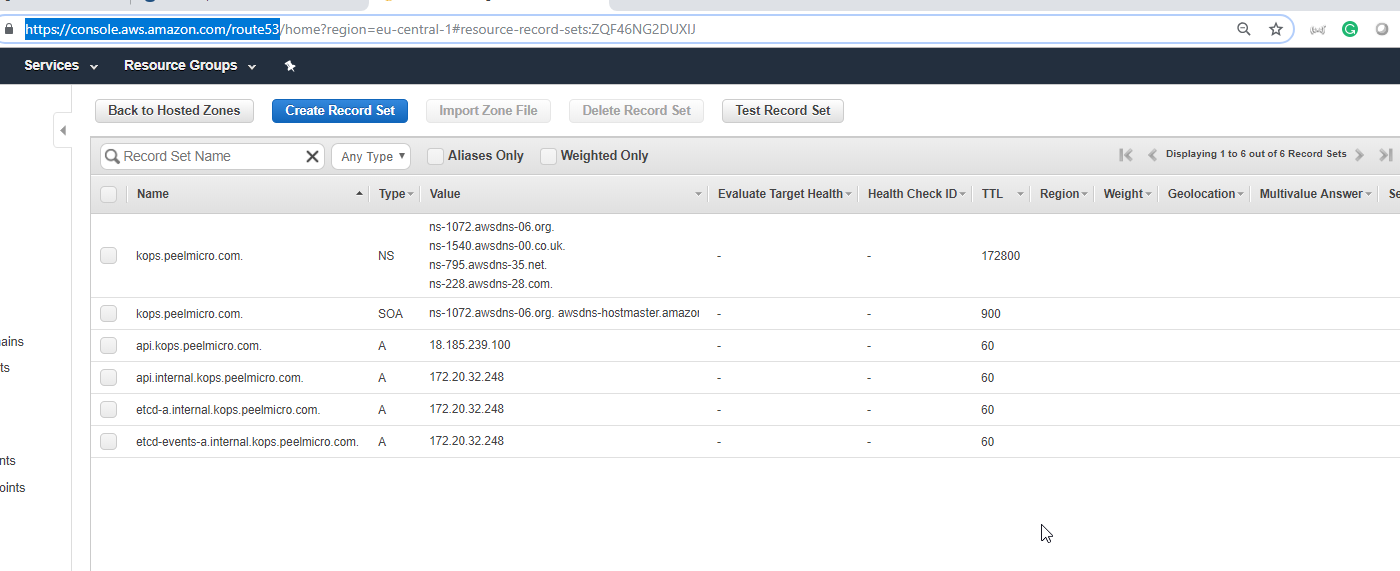 https://console.aws.amazon.com/route53/home?region=eu-central-1#resource-record-sets:ZQF46NG2DUXIJ
Services Resource Groups
Back to Hosted Zones Create Record Set Import Zone File Delete Record Set Test Record Set
Record Set Name Any Type Aliases Only Weighted Only Displaying 1 to 6 out of 6 Record Sets
Name Type Value Evaluate Target Health Health Check ID TTL Region Weight Geolocation Multivalue Answer Se
ns-1072.awsdns-06.org.
ns-1540.awsdns-00.co.uk.
kops.peelmicro.com. NS - - 172800
ns-795.awsdns-35.net.
ns-228.awsdns-28.com.
kops.peelmicro.com. SOA ns-1072.awsdns-06.org. awsdns-hostmaster.amazon - - 900
api.kops.peelmicro.com. A 18.185.239.100 - - 60
api.internal.kops.peelmicro.com. A 172.20.32.248 - - 60
etcd-a.internal.kops.peelmicro.com. A 172.20.32.248 - - 60
etcd-events-a.internal.kops.peelmicro.com. A 172.20.32.248 - - 60
ains
ts
nts
oints